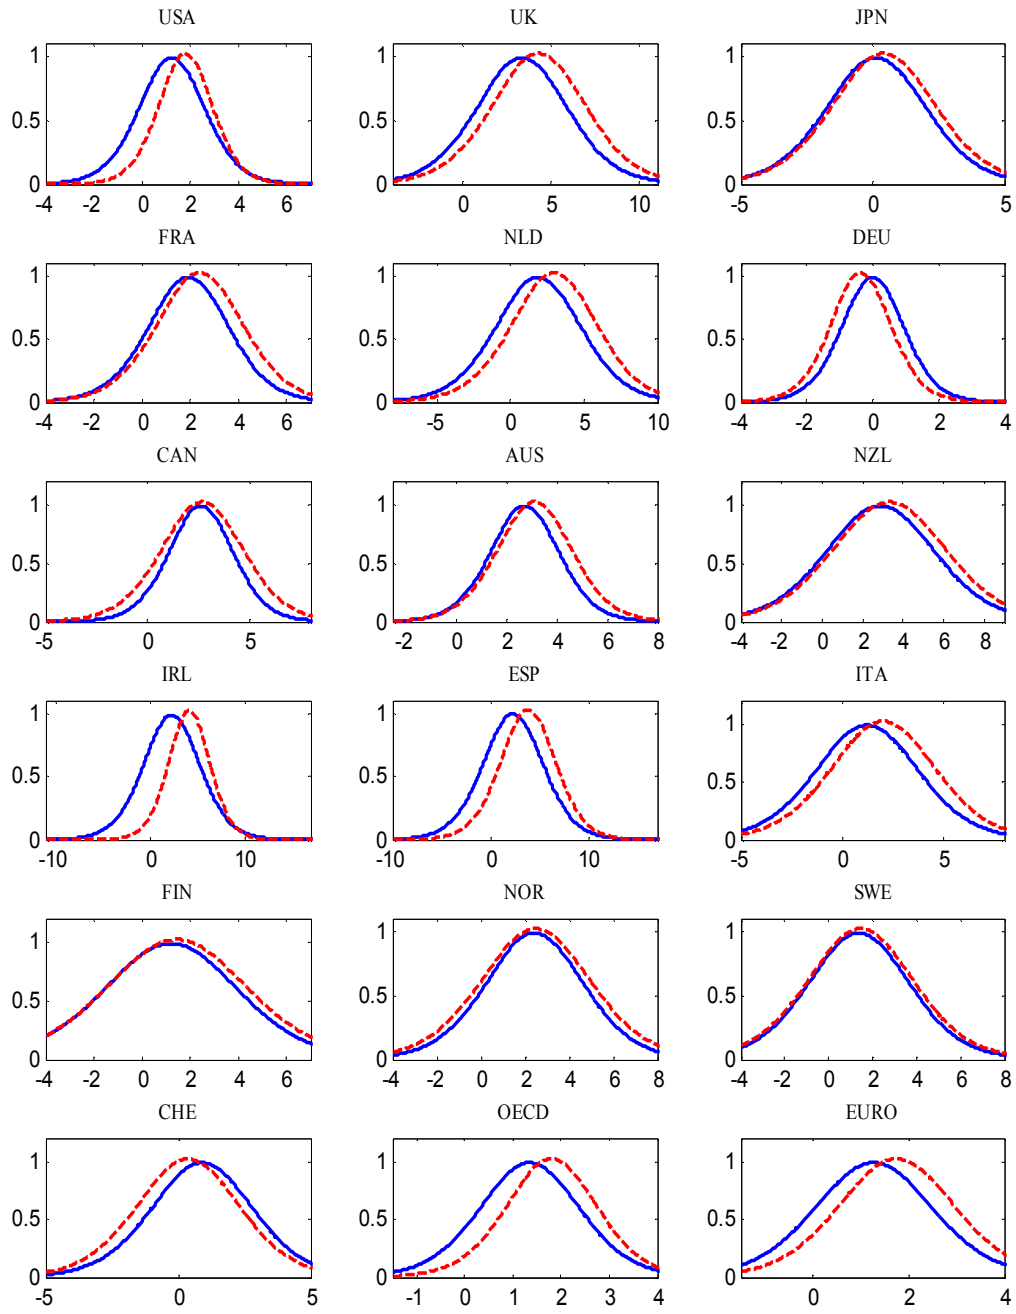 USA UK JPN
1 1 1
0.5 0.5 0.5
0 0 0
-4 -2 0 2 4 6 0 5 10 -5 0 5
FRA NLD DEU
1 1 1
0.5 0.5 0.5
0 0 0
-4 -2 0 2 4 6 -5 0 5 10 -4 -2 0 2 4
CAN AUS NZL
1 1 1
0.5 0.5 0.5
0 0 0
-5 0 5 -2 0 2 4 6 8 -4 -2 0 2 4 6 8
IRL ESP ITA
1 1 1
0.5 0.5 0.5
0 0 0
-10 0 10 -10 0 10 -5 0 5
FIN NOR SWE
1 1 1
0.5 0.5 0.5
0 0 0
-4 -2 0 2 4 6 -4 -2 0 2 4 6 8 -4 -2 0 2 4 6 8
CHE OECD EURO
1 1 1
0.5 0.5 0.5
0 0 0
-5 0 5 -1 0 1 2 3 4 0 2 4